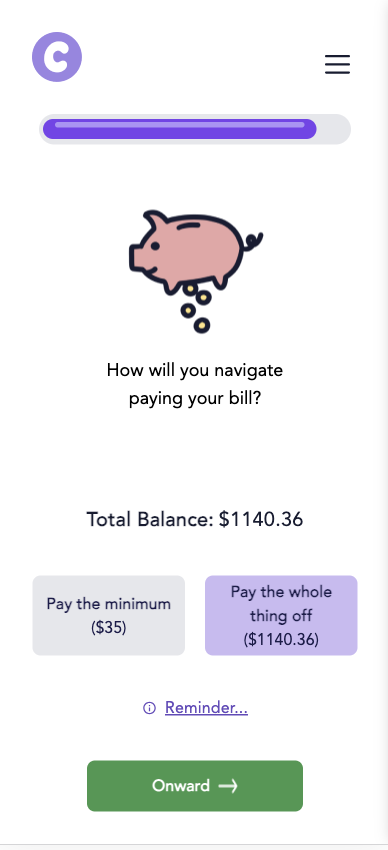 C
How will you navigate
paying your bill?
Total Balance: $1140.36
Pay the minimum
($35)
Pay the whole
thing off
($1140.36)
Reminder...
Onward →